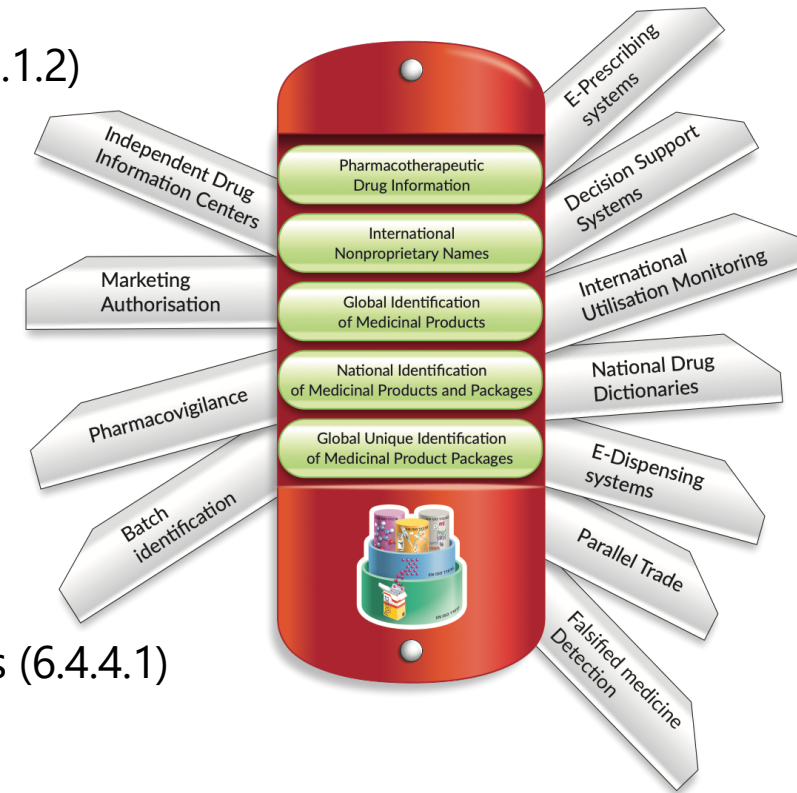 .1.2)
Independent Drug
Information Centers
Marketing
Authorisation
Pharmacovigilance
Batch
identification
s (6.4.4.1)
Pharmacotherapeutic
Drug Information
International
Nonproprietary Names
Global Identification
of Medicinal Products
National Identification
of Medicinal Products and Packages
Global Unique Identification
of Medicinal Product Packages
E-Prescribing
systems
Decision Support
Systems
International
Utilisation Monitoring
National Drug
Dictionaries
E-Dispensing
systems
Parallel Trade
Falsified medicine
Detection